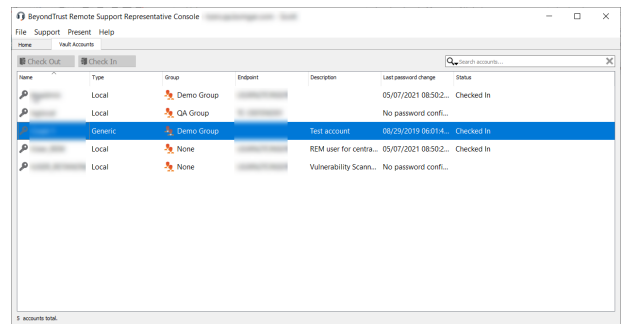 BeyondTrust Remote Support Representative Console
File Support Present Help
Home Vault Accounts
Check Out Check In Search accounts...
Name Type Group Endpoint Description Last password change Status
Local Demo Group 05/07/2021 08:50:2... Checked In
Local QA Group No password confi...
Generic Demo Group Test account 08/29/2019 06:01:4... Checked In
Local None REM user for centra... 05/07/2021 08:50:2... Checked In
Local None Vulnerability Scann... No password confi...
5 accounts total.